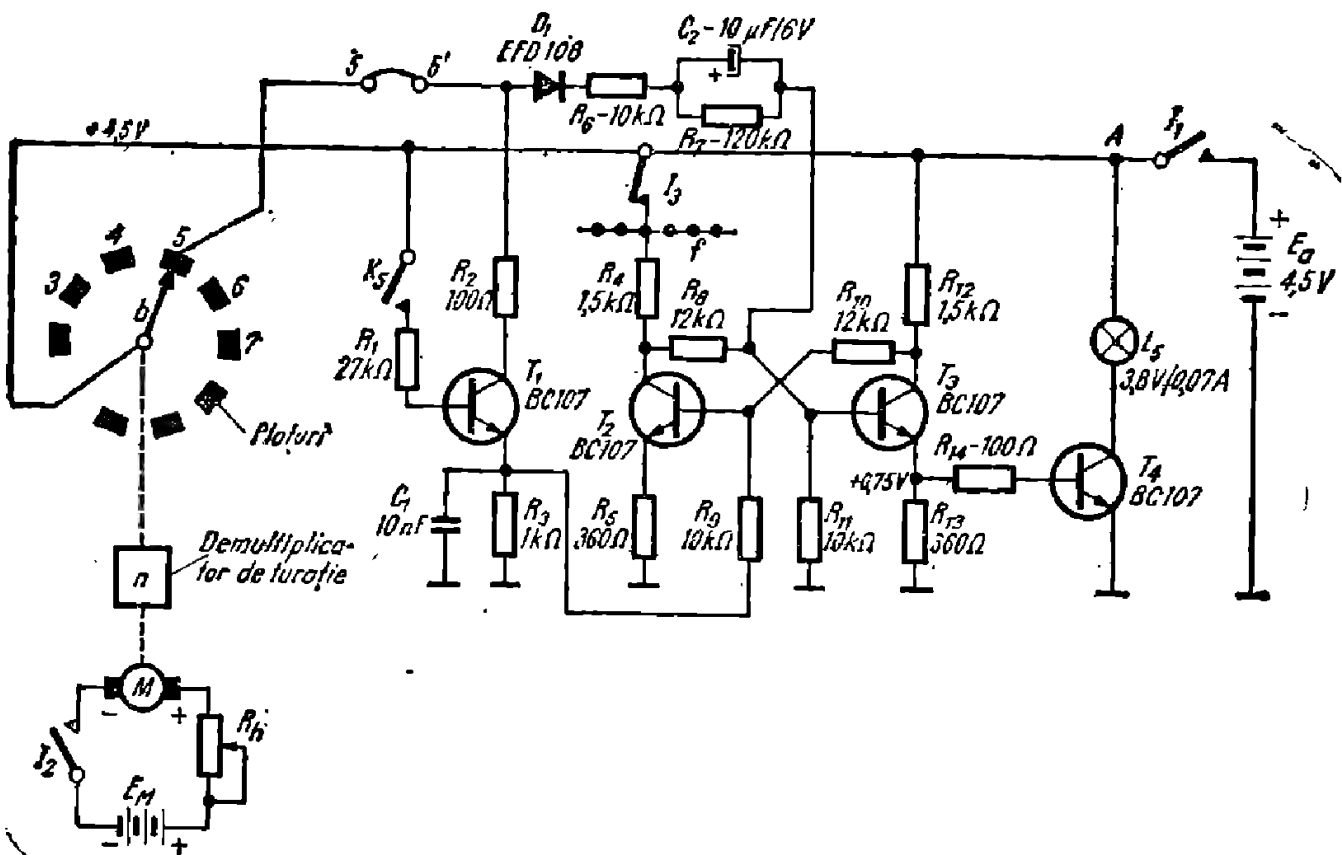 D1
EFD 108
C2-10 µF/6V
+
5
5'
R6-10kΩ
R7-120kΩ
+4,5V
A
I1
I3
+
Ea
4,5V
-
3
4
5
6
7
b
Ploturi
K5
R1
27kΩ
R2
100Ω
T1
BC107
f
R4
1,5kΩ
R8
12kΩ
R10
12kΩ
R12
1,5kΩ
L5
3,8V/0,07A
T2
BC107
T3
BC107
R14-100Ω
+0,75V
T4
BC107
C1
10nF
R3
1kΩ
R5
360Ω
R9
10kΩ
R11
10kΩ
R13
360Ω
n
Demultiplica-
tor de turație
M
-
+
Rh
I2
EM
-
+